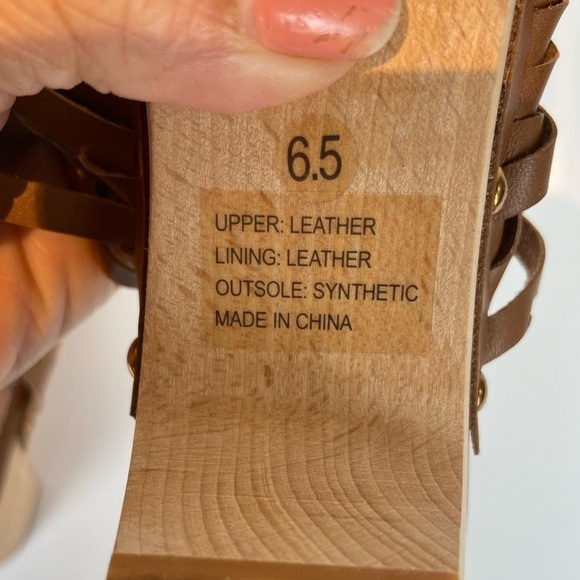 6.5
UPPER: LEATHER
LINING: LEATHER
OUTSOLE: SYNTHETIC
MADE IN CHINA